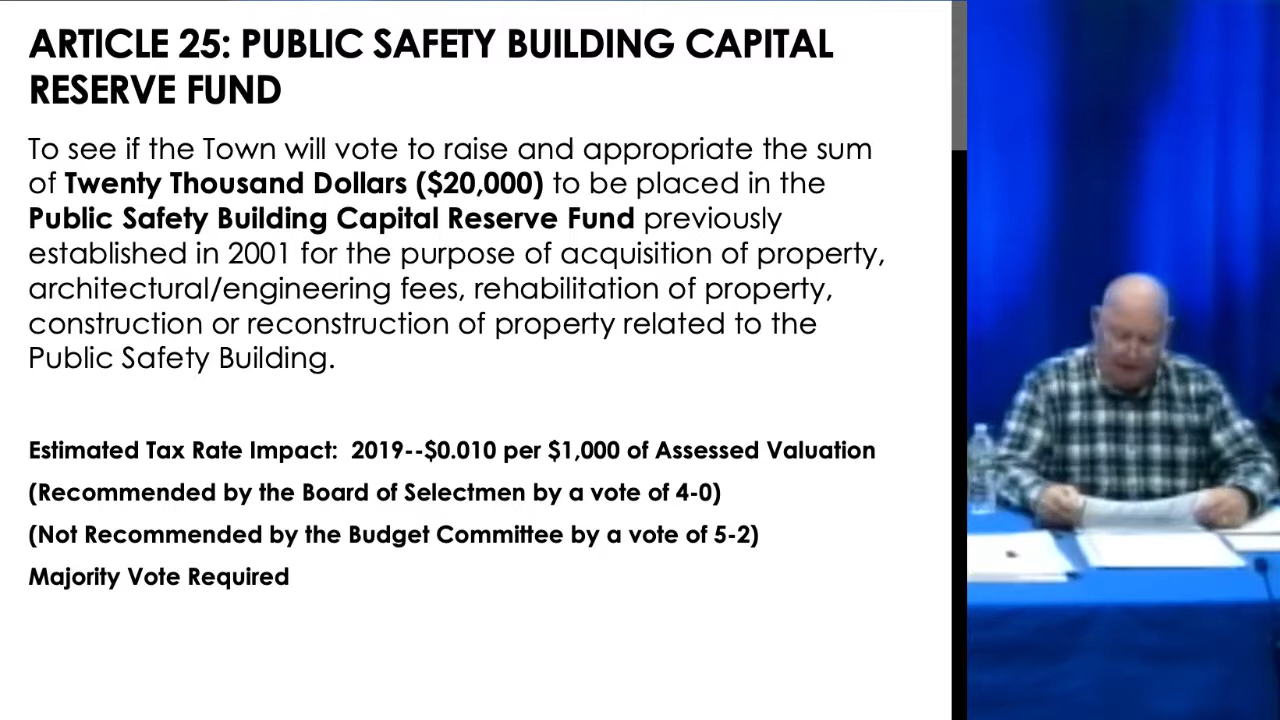 ARTICLE 25: PUBLIC SAFETY BUILDING CAPITAL
RESERVE FUND
To see if the Town will vote to raise and appropriate the sum
of Twenty Thousand Dollars ($20,000) to be placed in the
Public Safety Building Capital Reserve Fund previously
established in 2001 for the purpose of acquisition of property,
architectural/engineering fees, rehabilitation of property,
construction or reconstruction of property related to the
Public Safety Building.
Estimated Tax Rate Impact:  2019--$0.010 per $1,000 of Assessed Valuation
(Recommended by the Board of Selectmen by a vote of 4-0)
(Not Recommended by the Budget Committee by a vote of 5-2)
Majority Vote Required